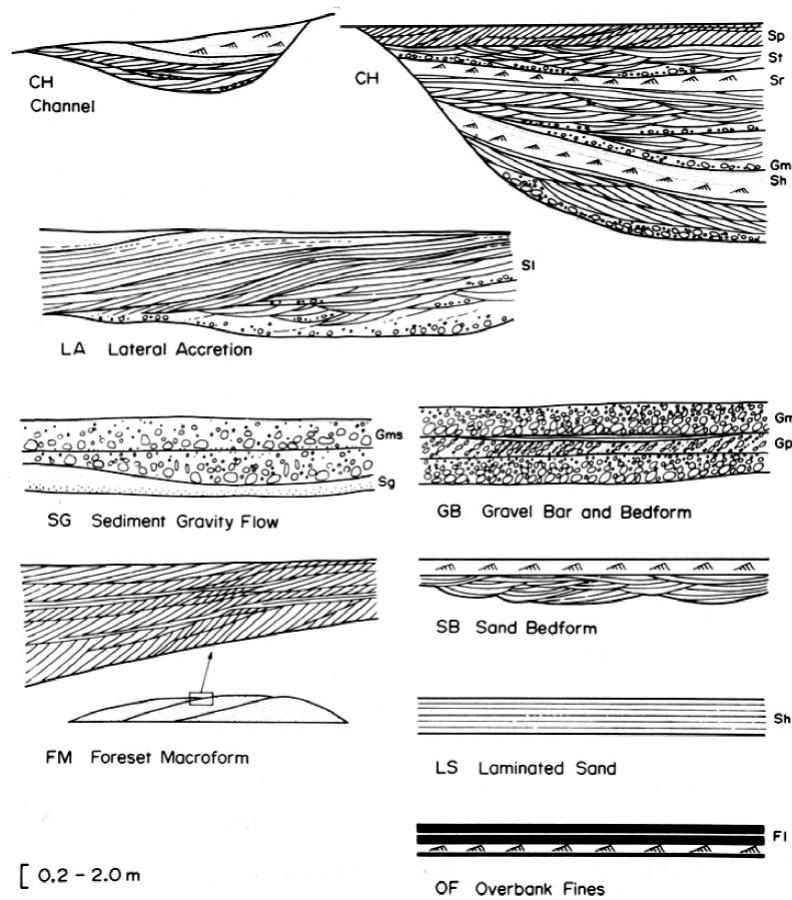 CH
Channel
CH
Sp
St
Sr
Gm
Sh
LA Lateral Accretion
Sl
Gms
Sg
SG Sediment Gravity Flow
Gm
Gp
GB Gravel Bar and Bedform
FM Foreset Macroform
SB Sand Bedform
Sh
LS Laminated Sand
Fl
OF Overbank Fines
0.2 - 2.0 m